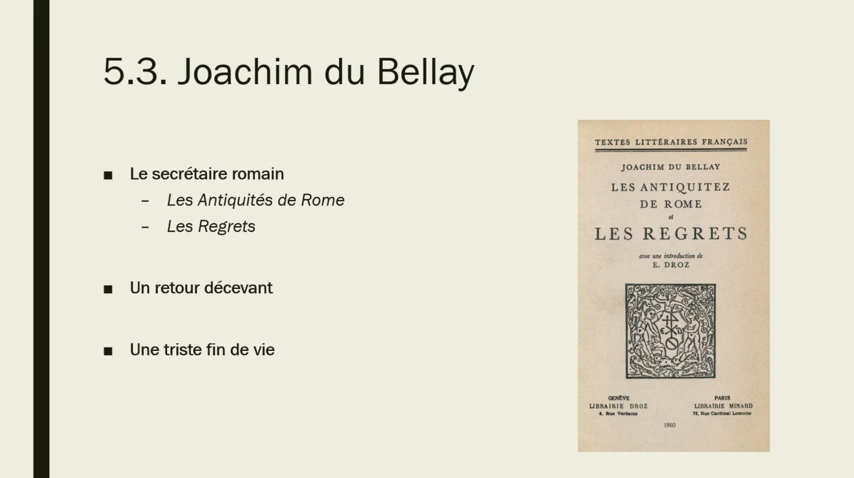 5.3. Joachim du Bellay
■ Le secrétaire romain
– Les Antiquités de Rome
– Les Regrets
■ Un retour décevant
■ Une triste fin de vie
TEXTES LITTÉRAIRES FRANÇAIS
JOACHIM DU BELLAY
LES ANTIQUITEZ
DE ROME
et
LES REGRETS
avec une introduction de
E. DROZ
GENÈVE
LIBRAIRIE DROZ
8, Rue Verdaine
PARIS
LIBRAIRIE MINARD
73, Rue Cardinal Lemoine
1960